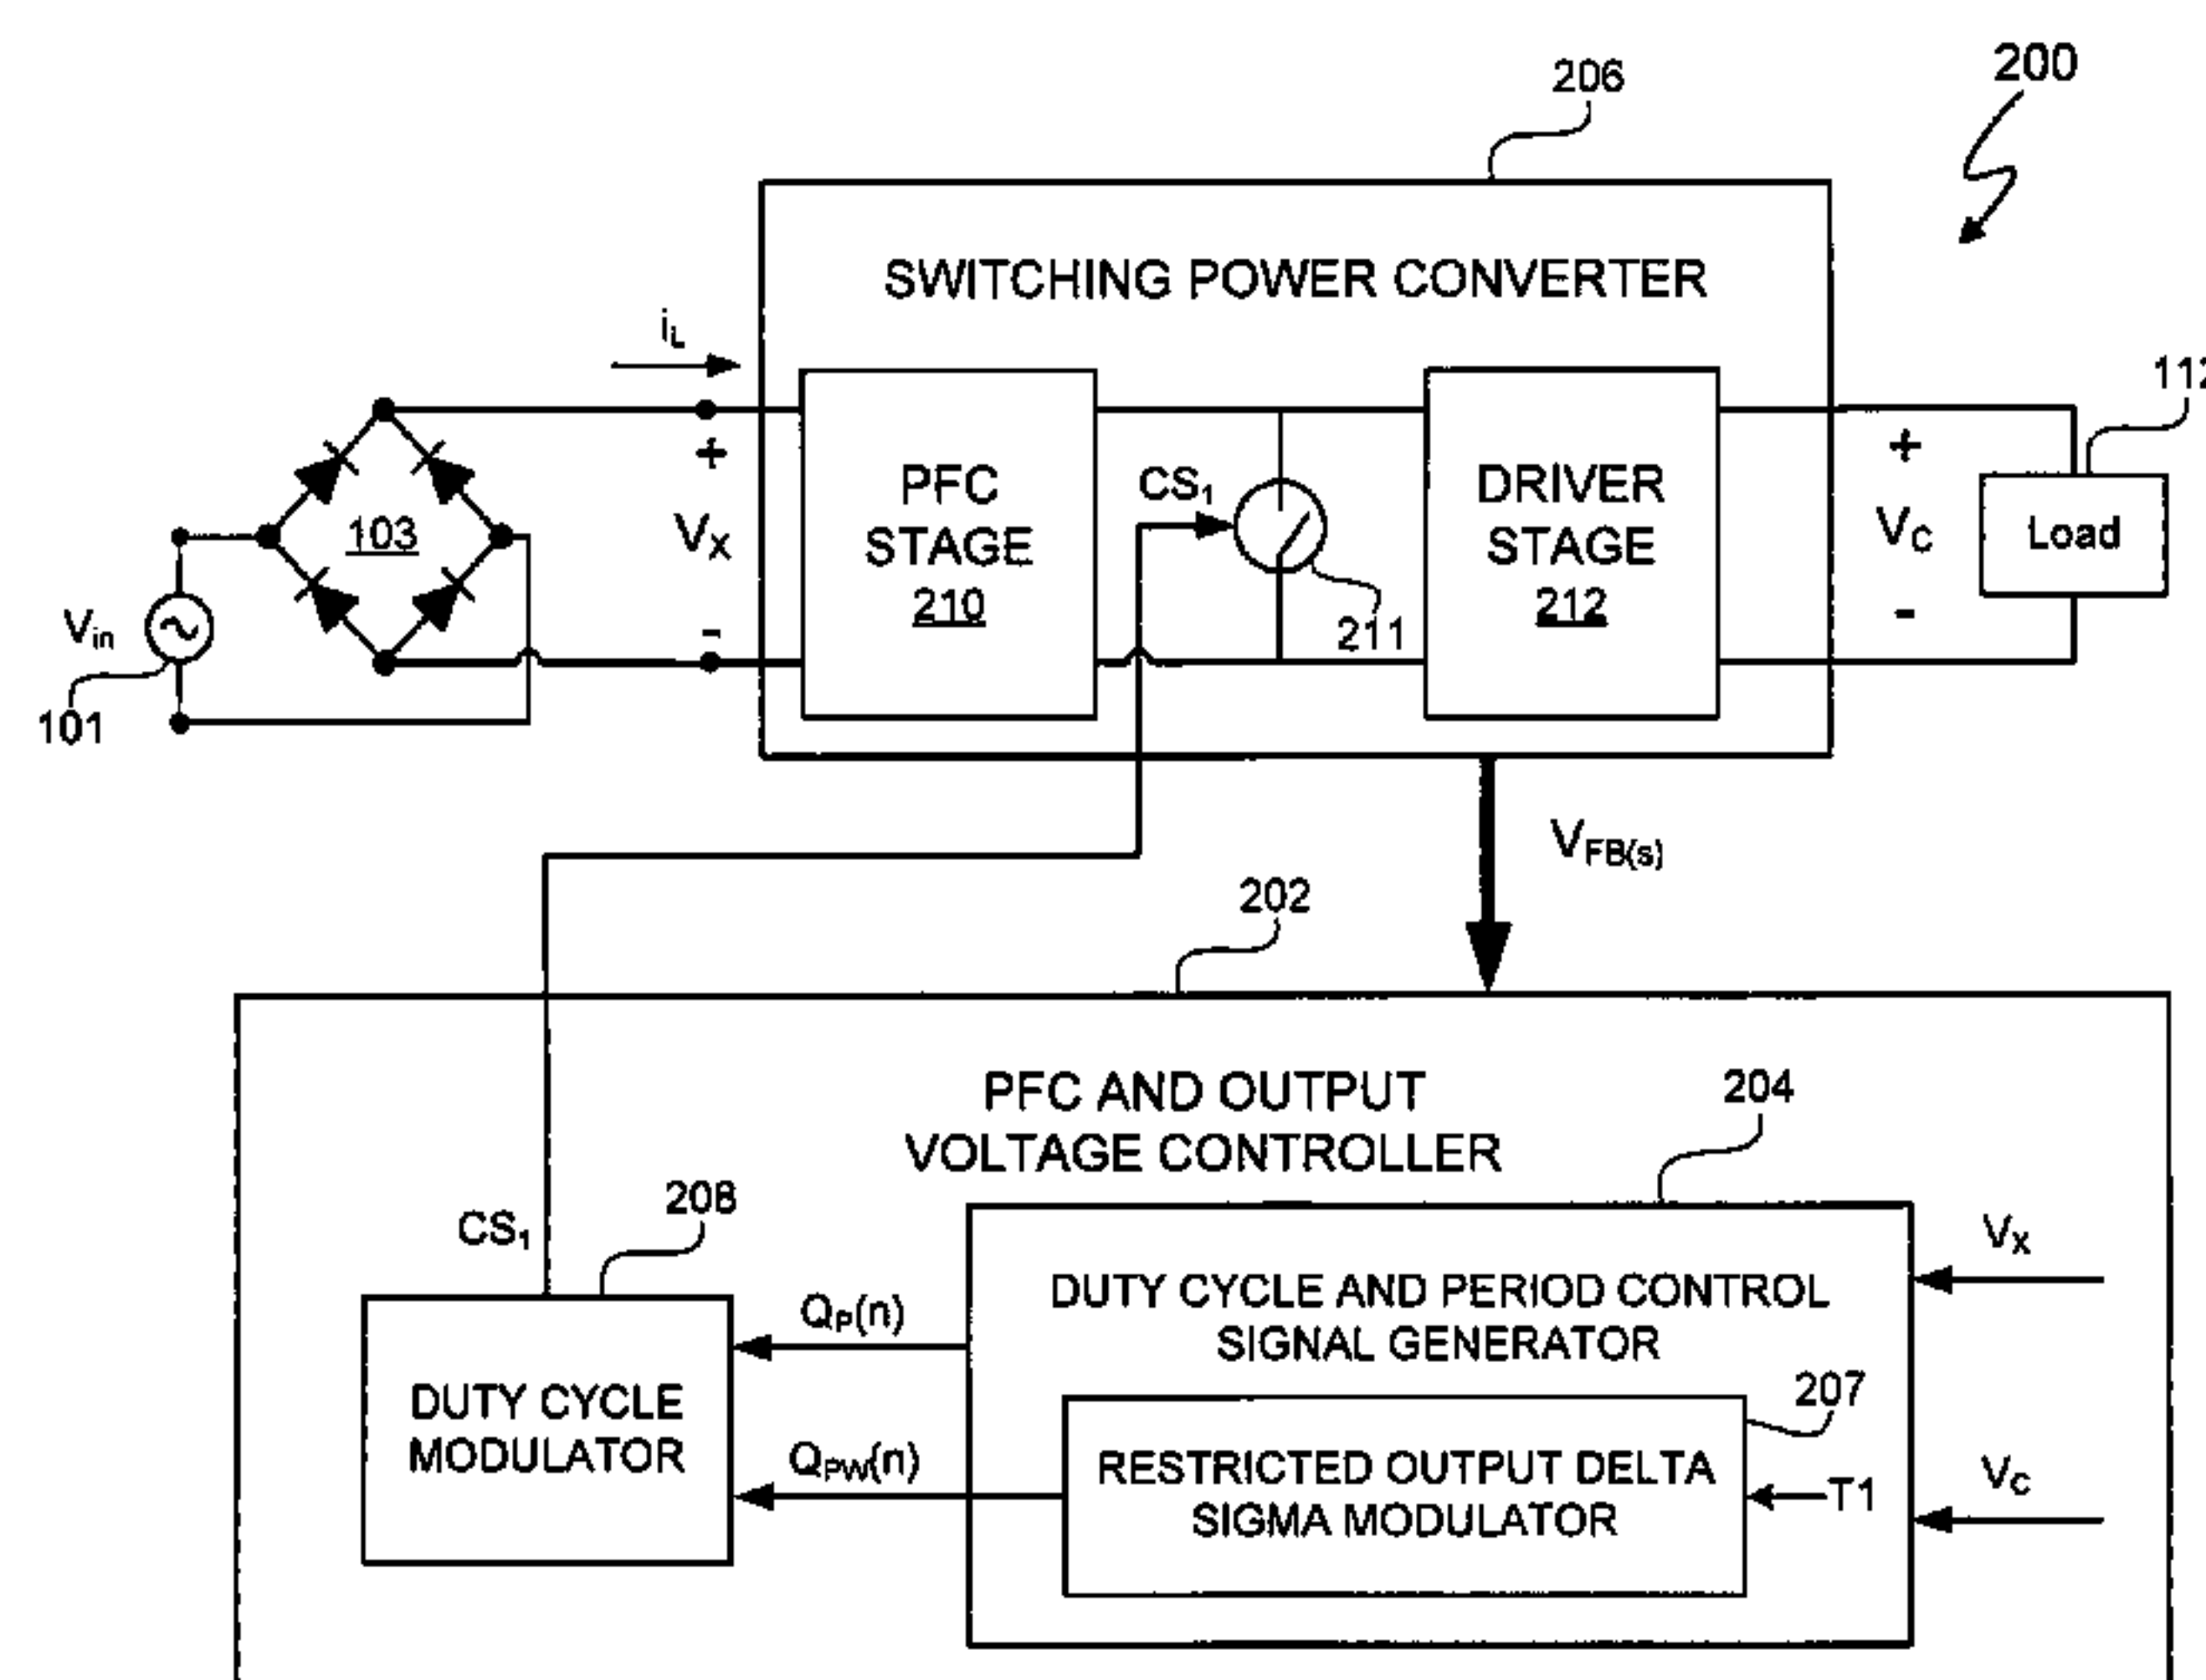 200
206
SWITCHING POWER CONVERTER
iL
112
+
+
PFC
STAGE
210
CS1
DRIVER
STAGE
212
VX
VC
Load
103
-
-
Vin
211
101
VFB(s)
202
PFC AND OUTPUT
VOLTAGE CONTROLLER
204
208
CS1
VX
DUTY CYCLE AND PERIOD CONTROL
SIGNAL GENERATOR
QP(n)
207
DUTY CYCLE
MODULATOR
QPW(n)
RESTRICTED OUTPUT DELTA
SIGMA MODULATOR
T1
VC